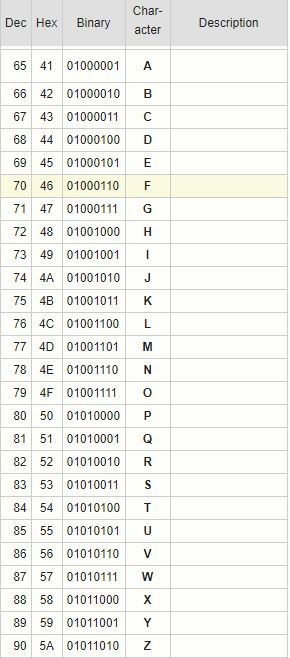 Dec Hex Binary Char-acter Description
65 41 01000001 A
66 42 01000010 B
67 43 01000011 C
68 44 01000100 D
69 45 01000101 E
70 46 01000110 F
71 47 01000111 G
72 48 01001000 H
73 49 01001001 I
74 4A 01001010 J
75 4B 01001011 K
76 4C 01001100 L
77 4D 01001101 M
78 4E 01001110 N
79 4F 01001111 O
80 50 01010000 P
81 51 01010001 Q
82 52 01010010 R
83 53 01010011 S
84 54 01010100 T
85 55 01010101 U
86 56 01010110 V
87 57 01010111 W
88 58 01011000 X
89 59 01011001 Y
90 5A 01011010 Z